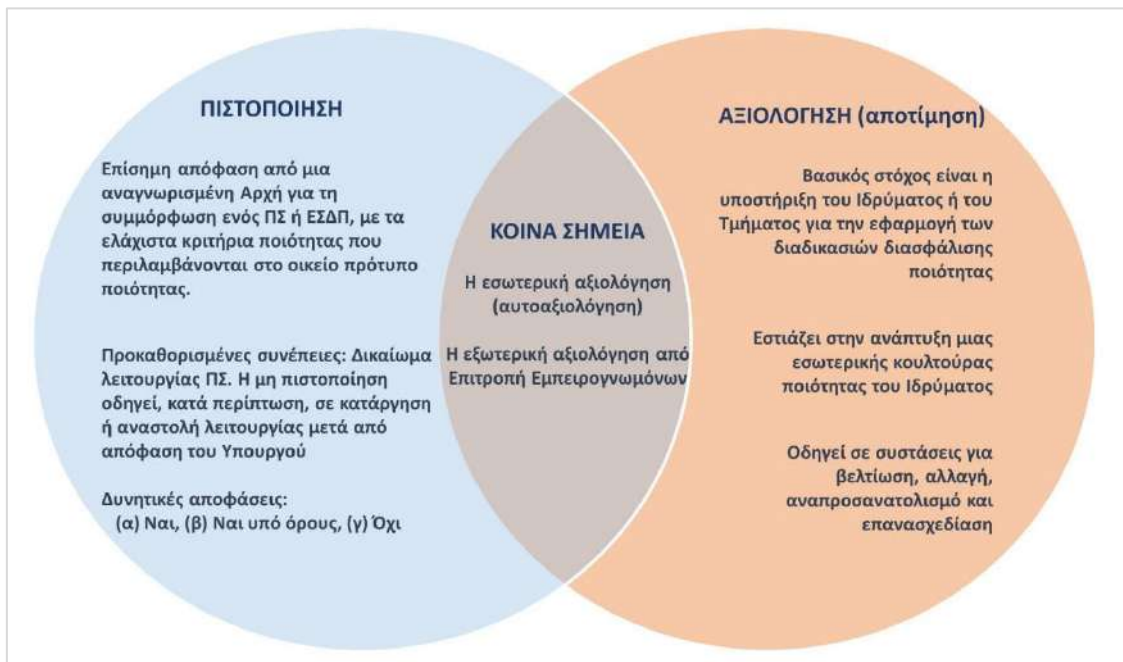 ΠΙΣΤΟΠΟΙΗΣΗ
Επίσημη απόφαση από μια
αναγνωρισμένη Αρχή για τη
συμμόρφωση ενός ΠΣ ή ΕΣΔΠ, με τα
ελάχιστα κριτήρια ποιότητας που
περιλαμβάνονται στο οικείο πρότυπο
ποιότητας.
Προκαθορισμένες συνέπειες: Δικαίωμα
λειτουργίας ΠΣ. Η μη πιστοποίηση
οδηγεί, κατά περίπτωση, σε κατάργηση
ή αναστολή λειτουργίας μετά από
απόφαση του Υπουργού
Δυνητικές αποφάσεις:
(α) Ναι, (β) Ναι υπό όρους, (γ) Όχι
ΚΟΙΝΑ ΣΗΜΕΙΑ
Η εσωτερική αξιολόγηση
(αυτοαξιολόγηση)
Η εξωτερική αξιολόγηση από
Επιτροπή Εμπειρογνωμόνων
ΑΞΙΟΛΟΓΗΣΗ (αποτίμηση)
Βασικός στόχος είναι η
υποστήριξη του Ιδρύματος ή του
Τμήματος για την εφαρμογή των
διαδικασιών διασφάλισης
ποιότητας
Εστιάζει στην ανάπτυξη μιας
εσωτερικής κουλτούρας
ποιότητας του Ιδρύματος
Οδηγεί σε συστάσεις για
βελτίωση, αλλαγή,
αναπροσανατολισμό και
επανασχεδίαση